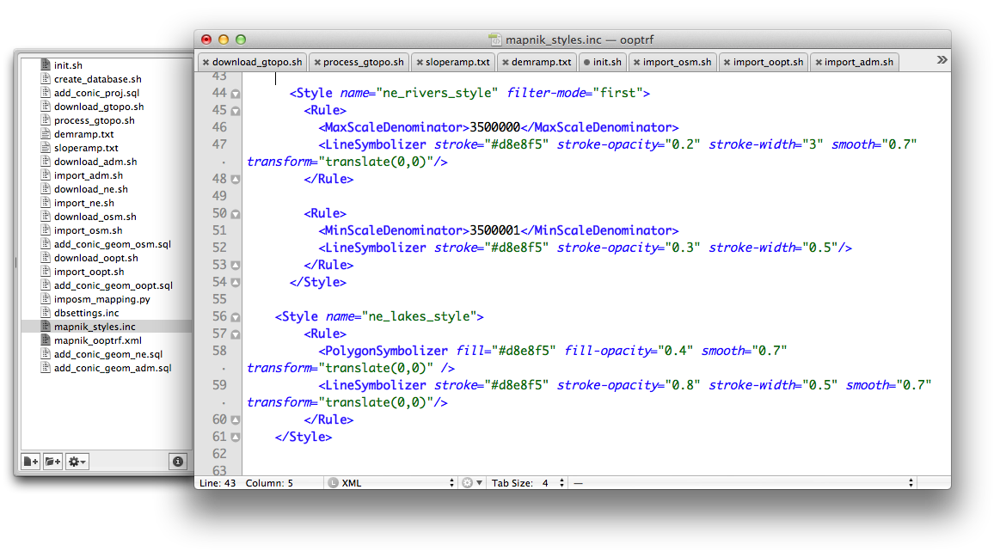 init.sh
create_database.sh
add_conic_proj.sql
download_gtopo.sh
process_gtopo.sh
demramp.txt
sloperamp.txt
download_adm.sh
import_adm.sh
download_ne.sh
import_ne.sh
download_osm.sh
import_osm.sh
add_conic_geom_osm.sql
download_oopt.sh
import_oopt.sh
add_conic_geom_oopt.sql
imposm_mapping.py
dbsettings.inc
mapnik_styles.inc
mapnik_ooptrf.xml
add_conic_geom_ne.sql
add_conic_geom_adm.sql
mapnik_styles.inc — ooptrf
download_gtopo.sh process_gtopo.sh sloperamp.txt demramp.txt init.sh import_osm.sh import_oopt.sh import_adm.sh »
43
44 <Style name="ne_rivers_style" filter-mode="first">
45 <Rule>
46 <MaxScaleDenominator>3500000</MaxScaleDenominator>
47 <LineSymbolizer stroke="#d8e8f5" stroke-opacity="0.2" stroke-width="3" smooth="0.7"
transform="translate(0,0)"/>
48 </Rule>
49
50 <Rule>
51 <MinScaleDenominator>3500001</MinScaleDenominator>
52 <LineSymbolizer stroke="#d8e8f5" stroke-opacity="0.3" stroke-width="0.5"/>
53 </Rule>
54 </Style>
55
56 <Style name="ne_lakes_style">
57 <Rule>
58 <PolygonSymbolizer fill="#d8e8f5" fill-opacity="0.4" smooth="0.7"
transform="translate(0,0)" />
59 <LineSymbolizer stroke="#d8e8f5" stroke-opacity="0.8" stroke-width="0.5" smooth="0.7"
transform="translate(0,0)"/>
60 </Rule>
61 </Style>
62
63
Line: 43 Column: 5 L XML Tab Size: 4 —